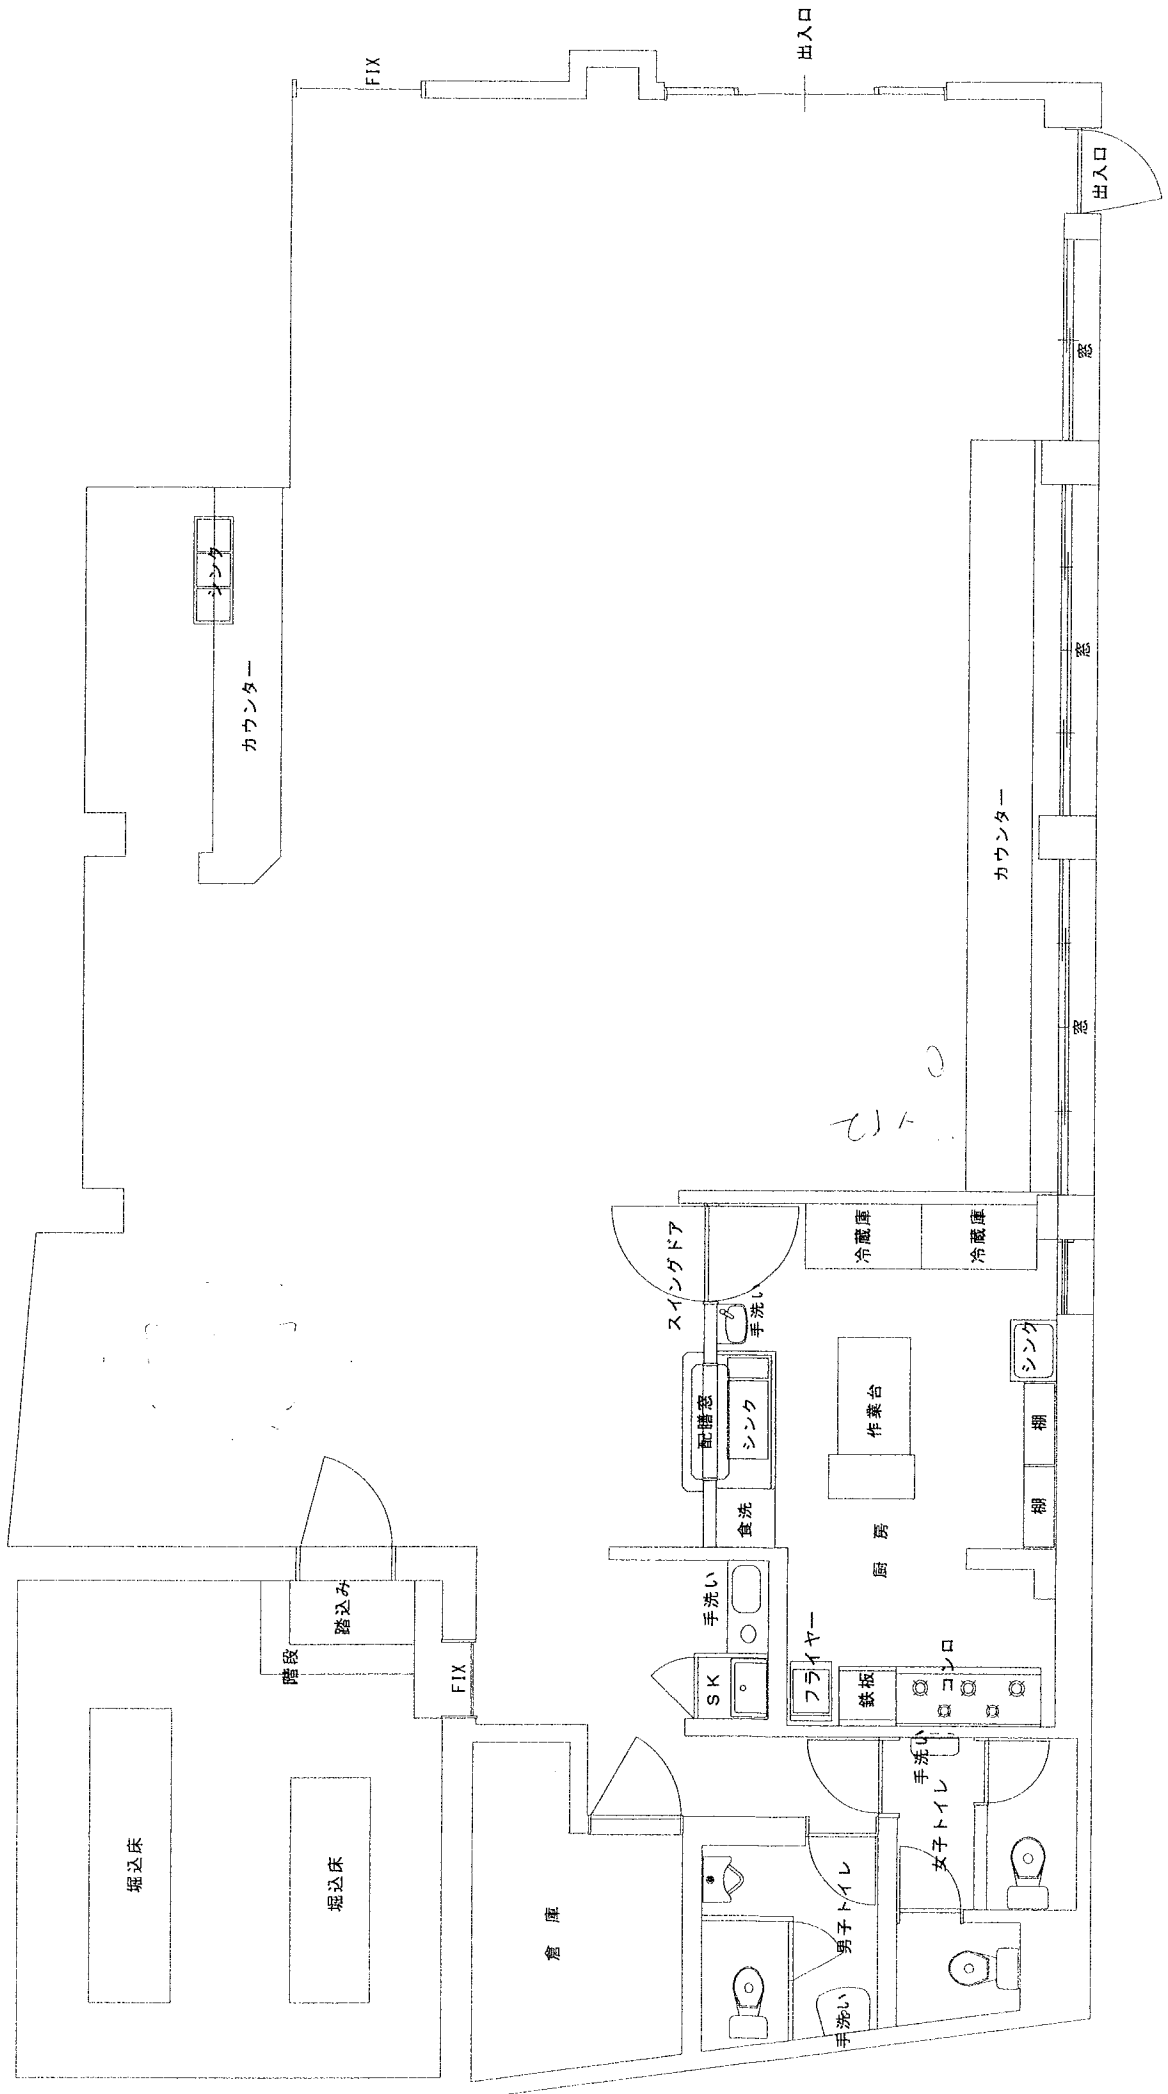 堀込床
堀込床
階段
踏込み
FIX
倉　庫
男子トイレ
手洗い
女子トイレ
手洗い
SK
手洗い
フライヤー
鉄板
コンロ
厨　房
食洗
配膳窓
シンク
手洗い
スイングドア
作業台
棚
棚
シンク
冷蔵庫
冷蔵庫
カウンター
シンク
カウンター
窓
窓
窓
FIX
出入口
出入口